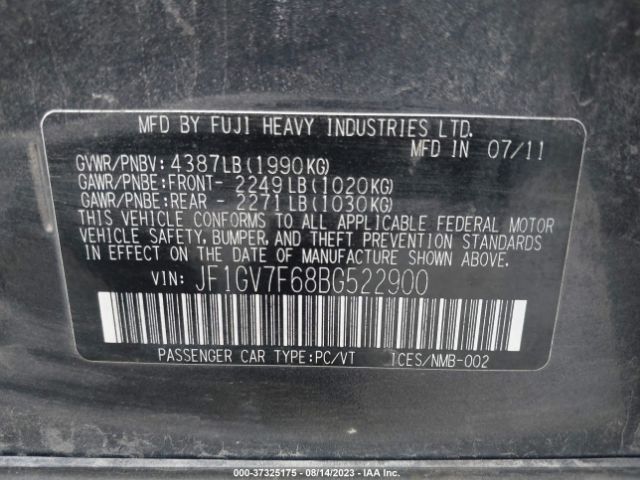 MFD BY FUJI HEAVY INDUSTRIES LTD.
MFD IN 07/11
GVWR/PNBV: 4387LB(1990KG)
GAWR/PNBE:FRONT- 2249LB(1020KG)
GAWR/PNBE:REAR - 2271LB(1030KG)
THIS VEHICLE CONFORMS TO ALL APPLICABLE FEDERAL MOTOR
VEHICLE SAFETY, BUMPER, AND THEFT PREVENTION STANDARDS
IN EFFECT ON THE DATE OF MANUFACTURE SHOWN ABOVE.
VIN: JF1GV7F68BG522900
PASSENGER CAR TYPE:PC/VT ICES/NMB-002
000-37325175 - 08/14/2023 - COPYRIGHT IAA